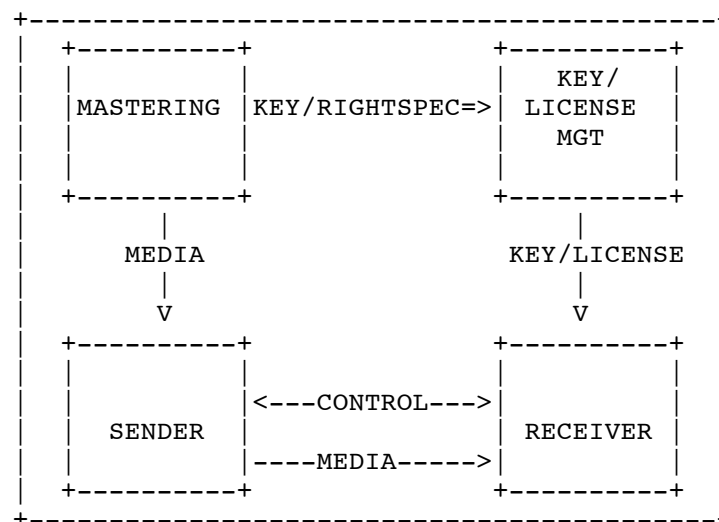 KEY/
MASTERING KEY/RIGHTSPEC=> LICENSE
MGT
MEDIA KEY/LICENSE
V V
<---CONTROL--->
SENDER RECEIVER
----MEDIA----->